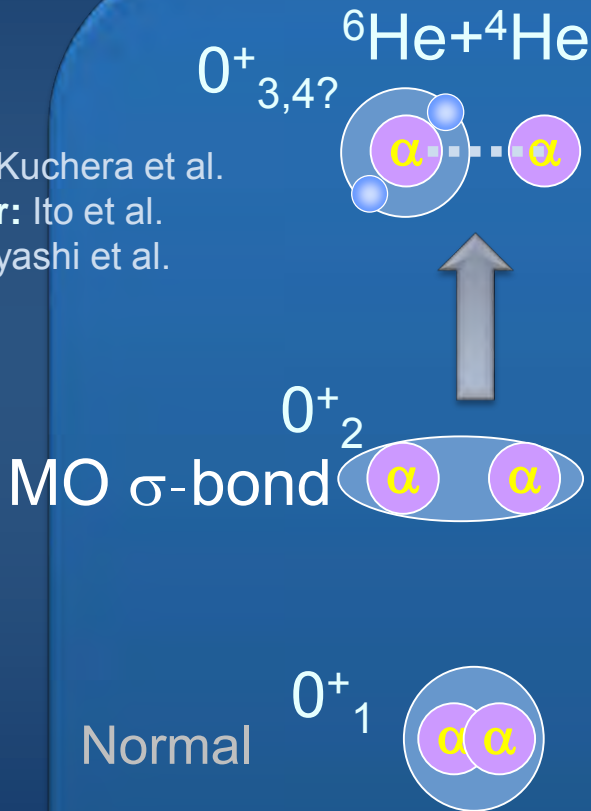 ⁶He+⁴He
0⁺₃,₄?
α α
Kuchera et al.
r: Ito et al.
yashi et al.
0⁺₂
MO σ-bond
α α
0⁺₁
Normal
α α